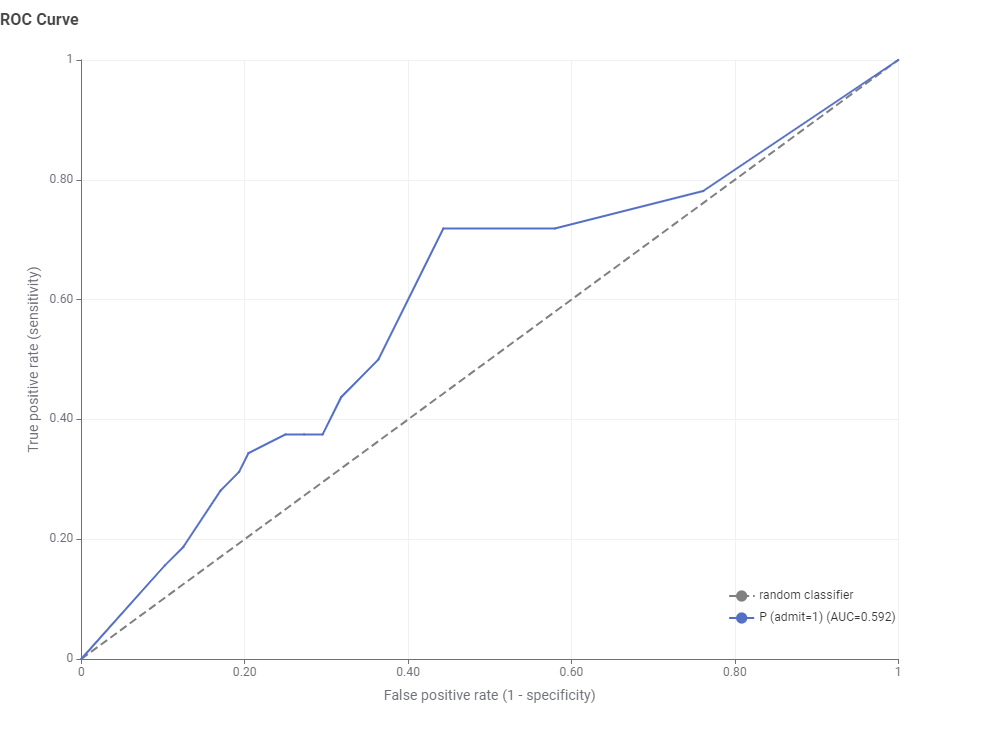 ROC Curve
1
0.80
0.60
0.40
0.20
0
True positive rate (sensitivity)
random classifier
P (admit=1) (AUC=0.592)
0 0.20 0.40 0.60 0.80 1
False positive rate (1 - specificity)